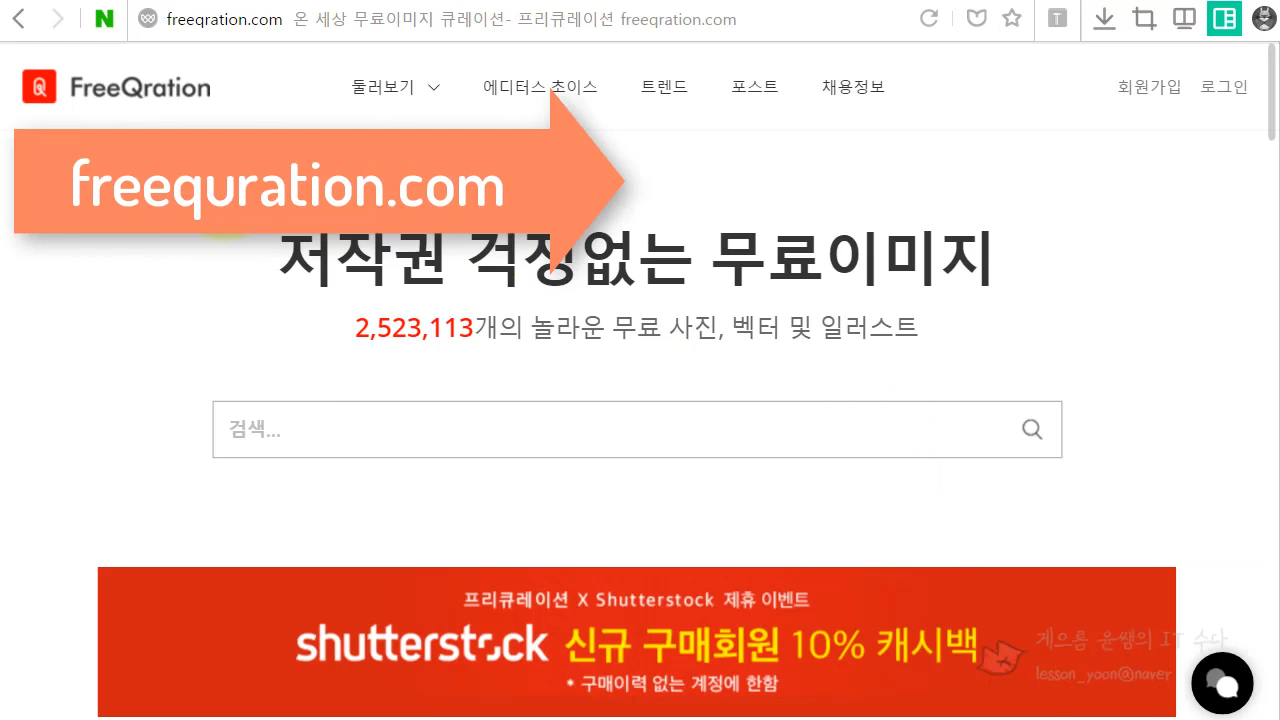 N
freeqration.com 온 세상 무료이미지 큐레이션- 프리큐레이션 freeqration.com
T
FreeQration
둘러보기 에디터스 초이스 트렌드 포스트 채용정보 회원가입 로그인
freequration.com
저작권 걱정없는 무료이미지
2,523,113개의 놀라운 무료 사진, 벡터 및 일러스트
검색...
프리큐레이션 X Shutterstock 제휴 이벤트
shutterstock 신규 구매회원 10% 캐시백
* 구매이력 없는 계정에 한함
게으름 윤쌤의 IT 수다
lesson_yoon@naver